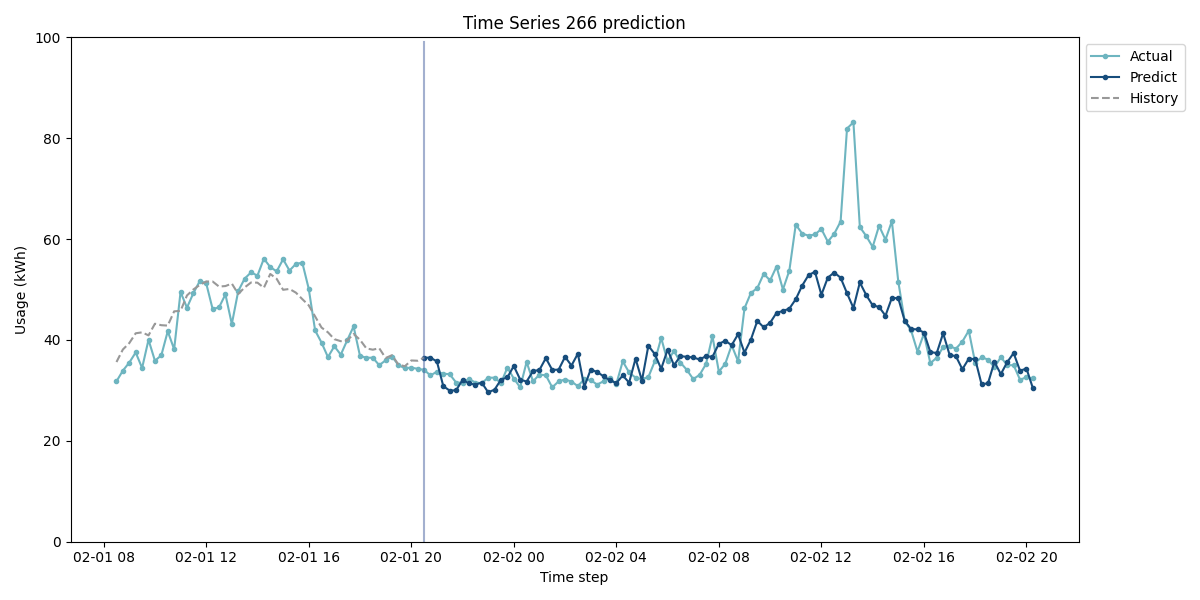 Time Series 266 prediction
100
80
60
40
20
0
Usage (kWh)
02-01 08 02-01 12 02-01 16 02-01 20 02-02 00 02-02 04 02-02 08 02-02 12 02-02 16 02-02 20
Time step
Actual
Predict
History